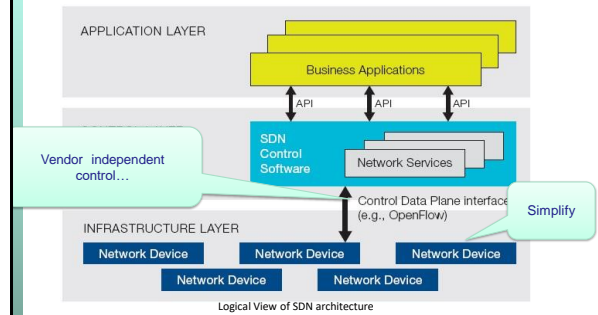 APPLICATION LAYER
Business Applications
API
API
API
SDN
Control
Software
Network Services
Vendor independent
control...
Control Data Plane interface
(e.g., OpenFlow)
Simplify
INFRASTRUCTURE LAYER
Network Device
Network Device
Network Device
Network Device
Network Device
Logical View of SDN architecture